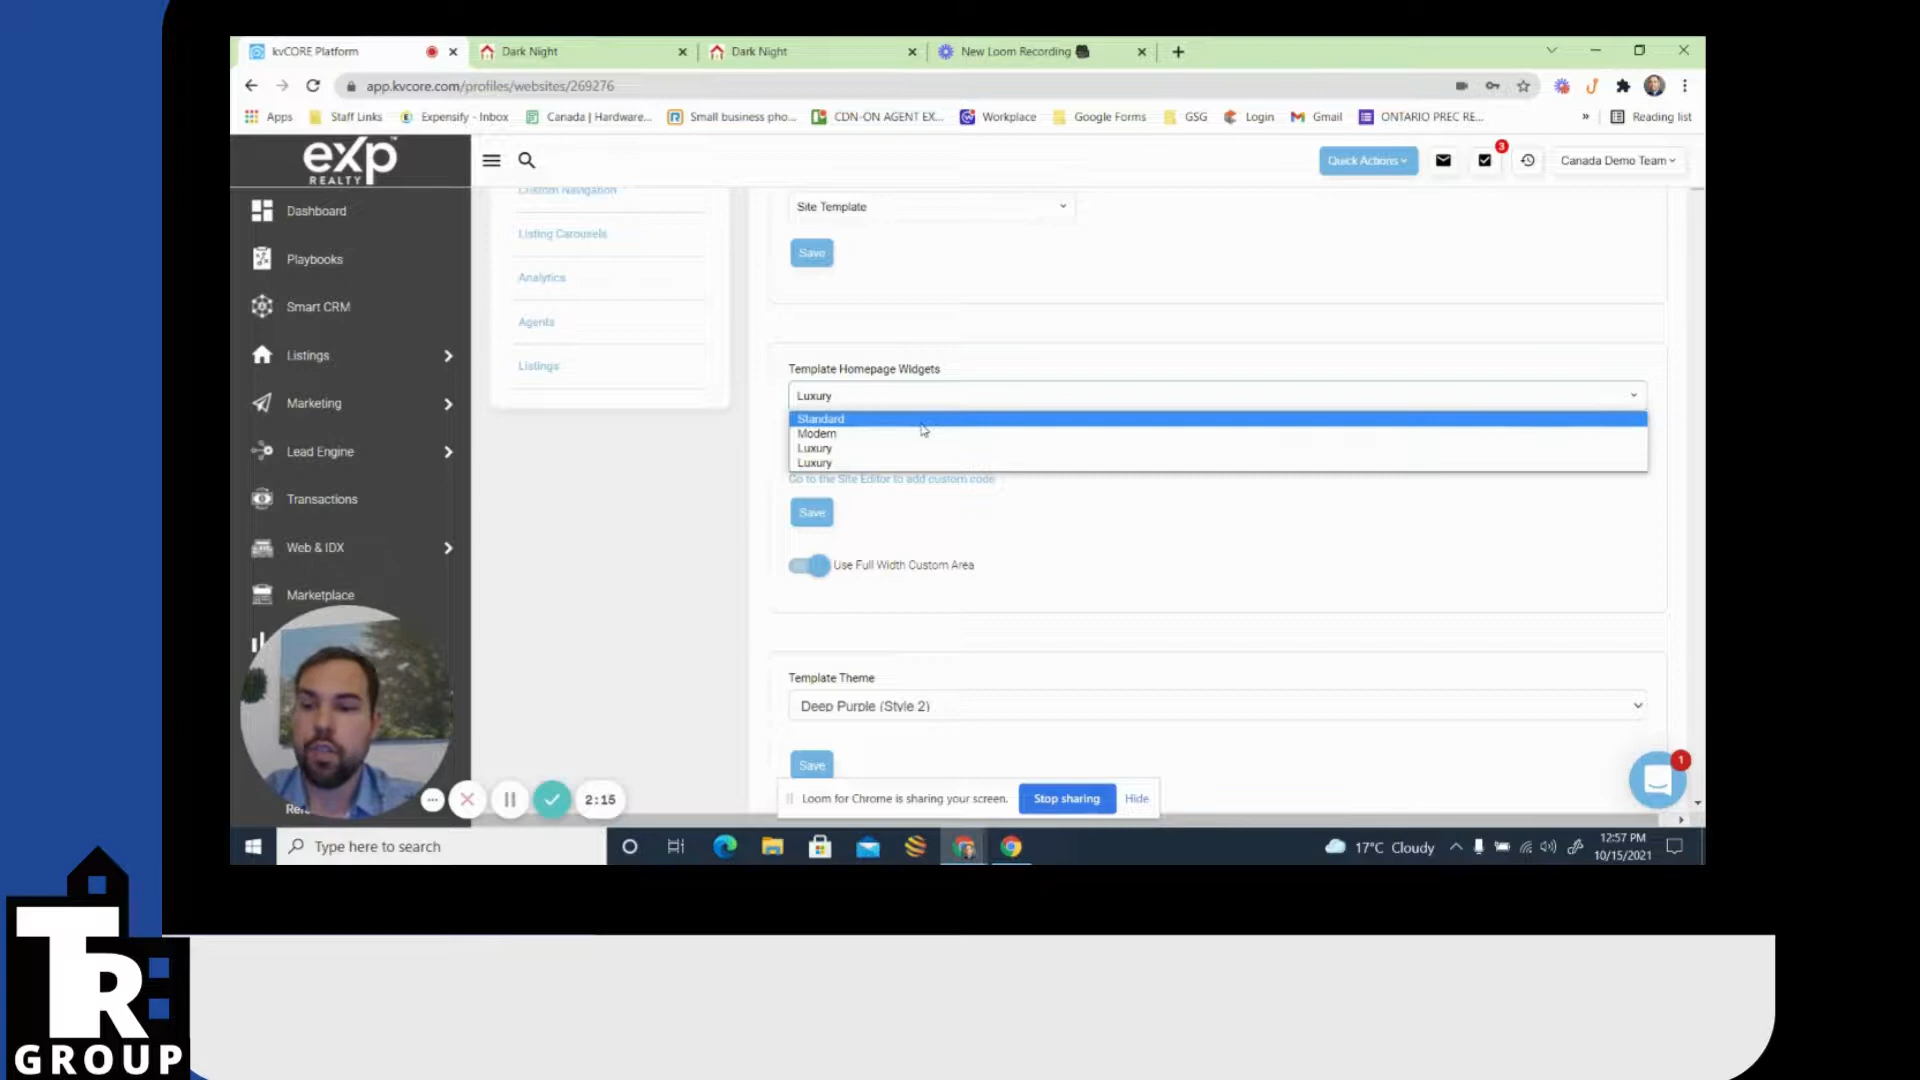 kvCORE Platform
Dark Night
Dark Night
New Loom Recording
app.kvcore.com/profiles/websites/269276
Apps
Staff Links
Expensify - Inbox
Canada | Hardware...
Small business pho...
CDN-ON AGENT EX...
Workplace
Google Forms
GSG
Login
Gmail
ONTARIO PREC RE...
»
Reading list
eXp
REALTY
Quick Actions
3
Canada Demo Team
Dashboard
Playbooks
Smart CRM
Listings
Marketing
Lead Engine
Transactions
Web & IDX
Marketplace
Custom Navigation
Listing Carousels
Analytics
Agents
Listings
Site Template
Save
Template Homepage Widgets
Luxury
Standard
Modern
Luxury
Luxury
Go to the Site Editor to add custom code
Save
Use Full Width Custom Area
Template Theme
Deep Purple (Style 2)
Save
1
2:15
Loom for Chrome is sharing your screen.
Stop sharing
Hide
Type here to search
17°C Cloudy
12:57 PM
10/15/2021
TR
GROUP